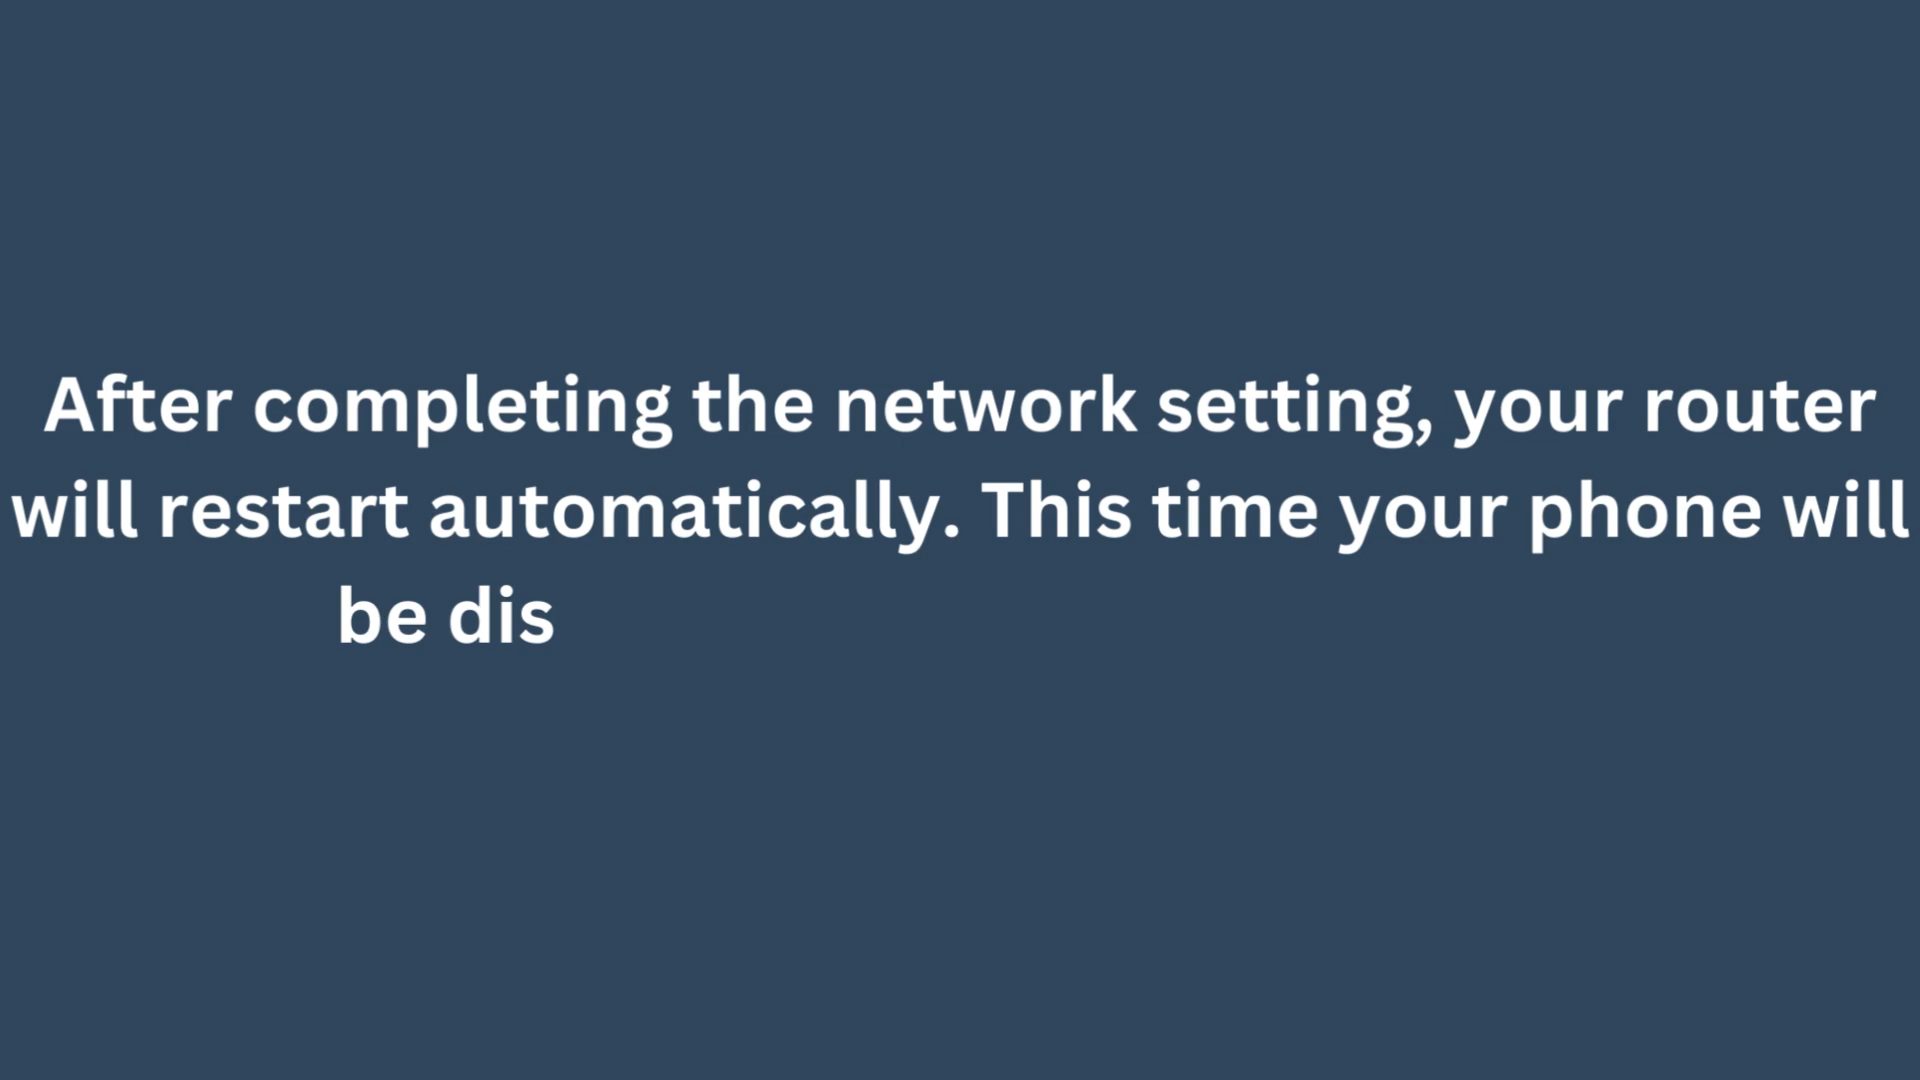 After completing the network setting, your router
will restart automatically. This time your phone will
be dis